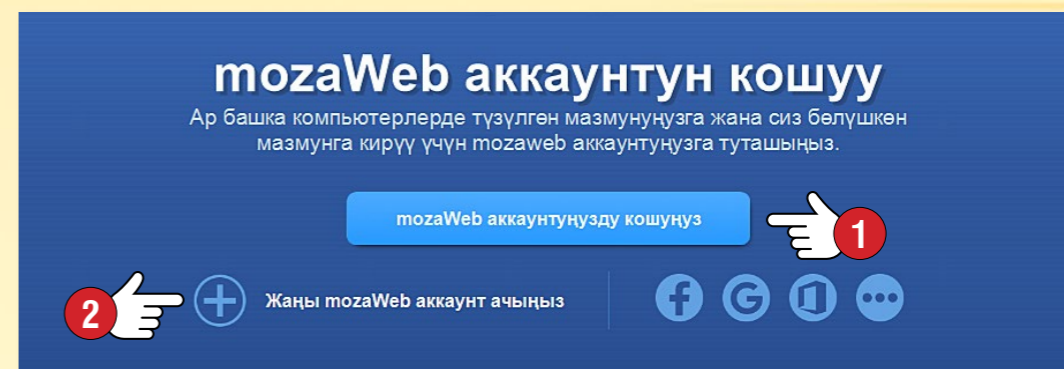 mozaWeb аккаунтун кошуу
Ар башка компьютерлерде түзүлгөн мазмунуңузга жана сиз бөлүшкөн
мазмунга кирүү үчүн mozaweb аккаунтуңузга туташыңыз.
mozaWeb аккаунтуңузду кошуңуз
1
2
Жаңы mozaWeb аккаунт ачыңыз